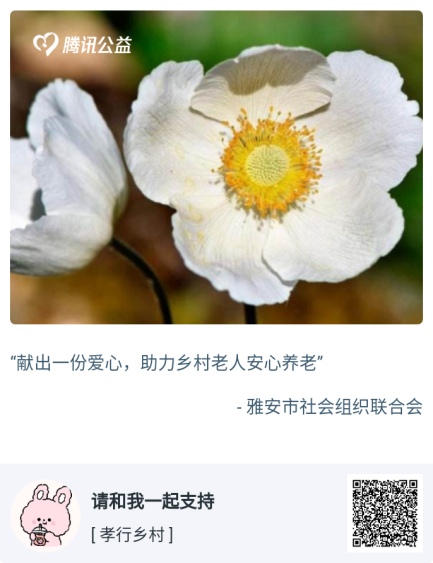 腾讯公益
“献出一份爱心，助力乡村老人安心养老”
- 雅安市社会组织联合会
请和我一起支持
[ 孝行乡村 ]